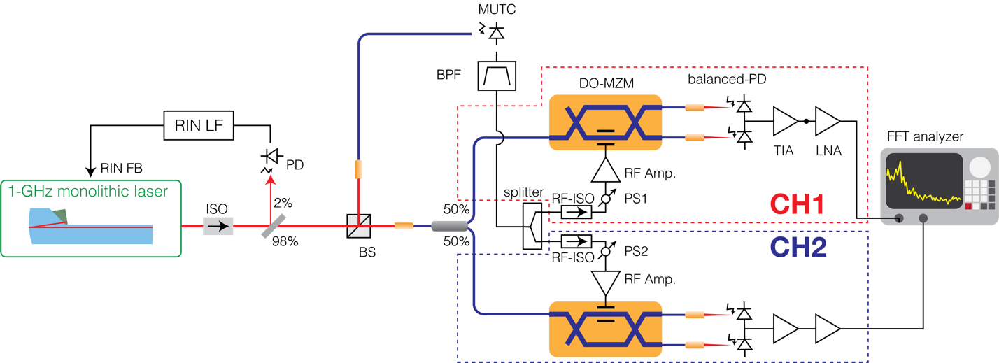 MUTC
BPF
DO-MZM
balanced-PD
RIN LF
PD
RIN FB
TIA
LNA
FFT analyzer
RF Amp.
1-GHz monolithic laser
ISO
2%
98%
BS
50%
50%
splitter
RF-ISO
PS1
CH1
RF-ISO
PS2
CH2
RF Amp.